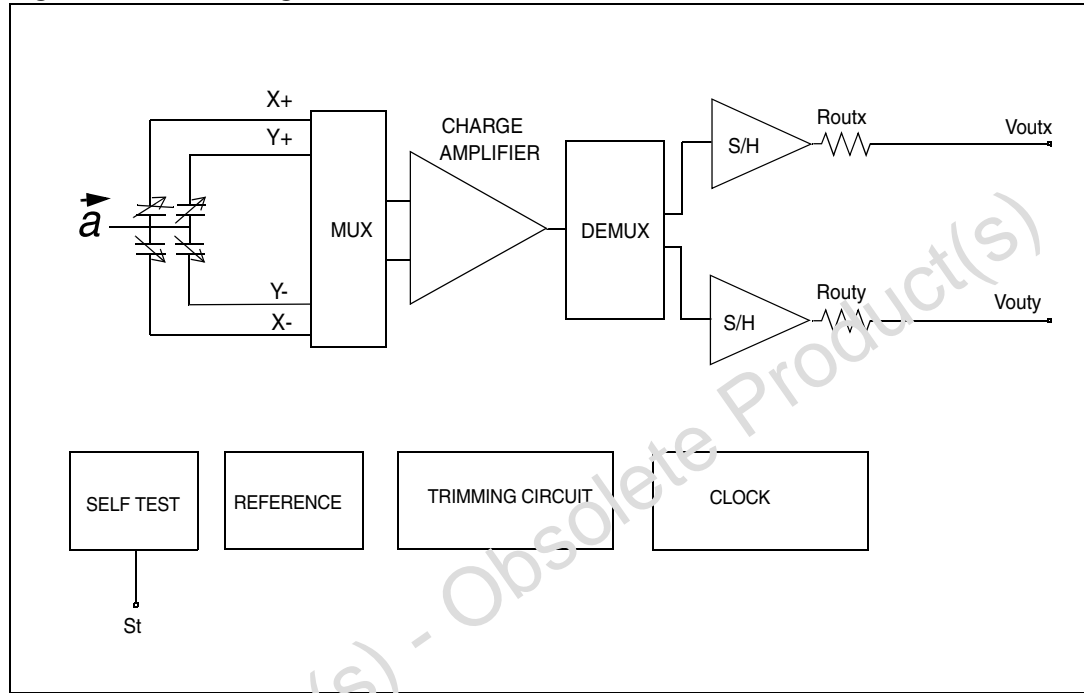 X+
Y+
CHARGE
AMPLIFIER
S/H
Routx
Voutx
a
MUX
DEMUX
Y-
X-
S/H
Routy
Vouty
SELF TEST
REFERENCE
TRIMMING CIRCUIT
CLOCK
St
(s) - Obsolete Product(s)